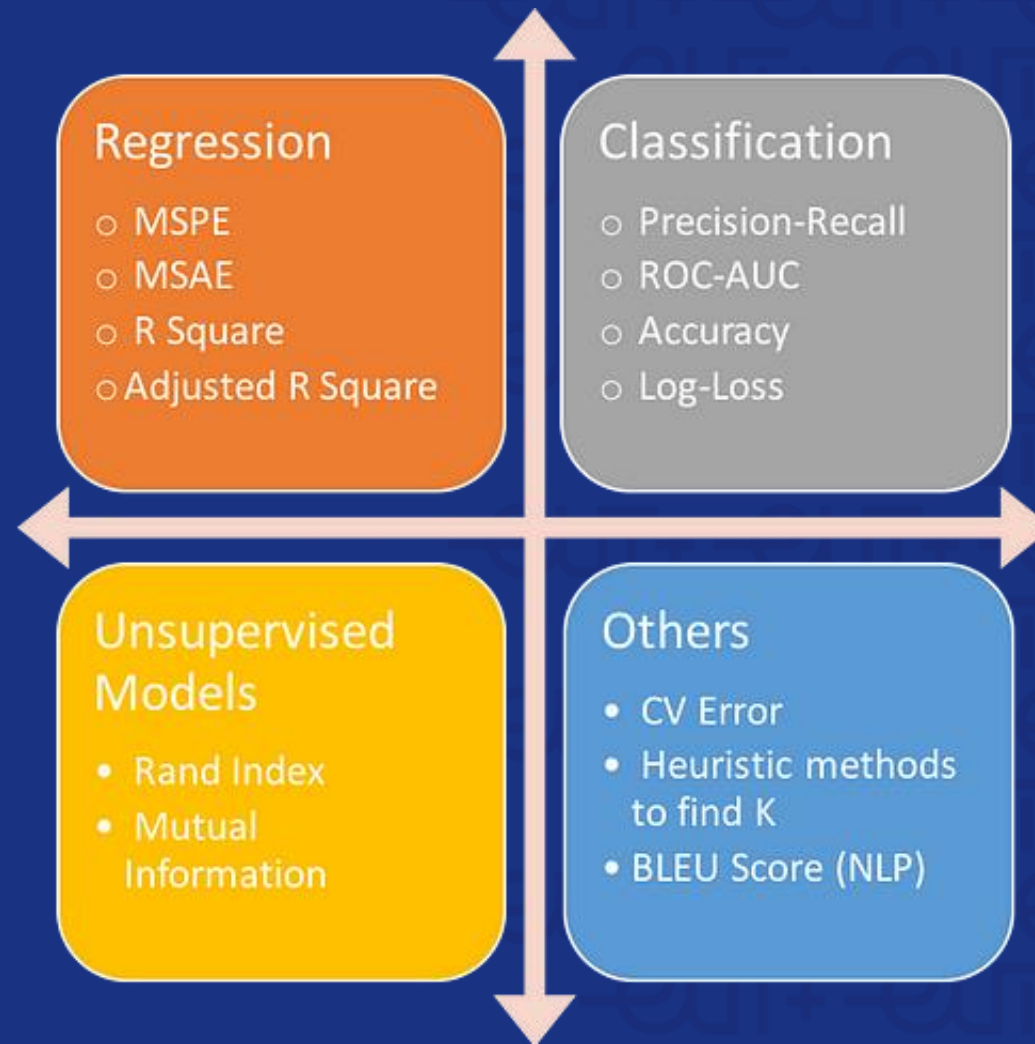 Regression
○ MSPE
○ MSAE
○ R Square
○ Adjusted R Square
Classification
○ Precision-Recall
○ ROC-AUC
○ Accuracy
○ Log-Loss
Unsupervised
Models
• Rand Index
• Mutual
Information
Others
• CV Error
• Heuristic methods
to find K
• BLEU Score (NLP)